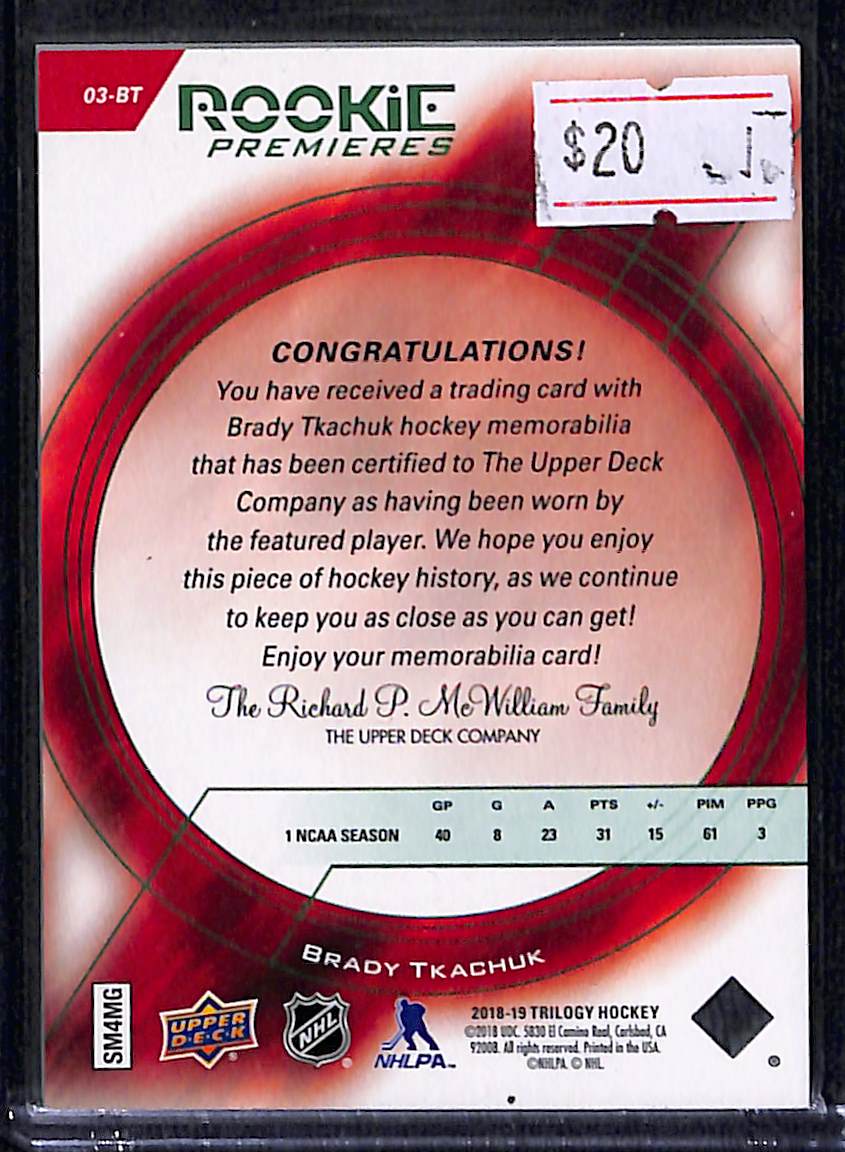 03-BT
ROOKIE
PREMIERES
$20
CONGRATULATIONS!
You have received a trading card with
Brady Tkachuk hockey memorabilia
that has been certified to The Upper Deck
Company as having been worn by
the featured player. We hope you enjoy
this piece of hockey history, as we continue
to keep you as close as you can get!
Enjoy your memorabilia card!
The Richard P. McWilliam Family
THE UPPER DECK COMPANY
GP G A PTS +/- PIM PPG
1 NCAA SEASON 40 8 23 31 15 61 3
BRADY TKACHUK
SM4MG
UPPER
D·E·C·K
NHL
NHLPA
2018-19 TRILOGY HOCKEY
©2018 UDC. 5830 El Camino Real, Carlsbad, CA
92008. All rights reserved. Printed in the USA.
©NHLPA. © NHL.